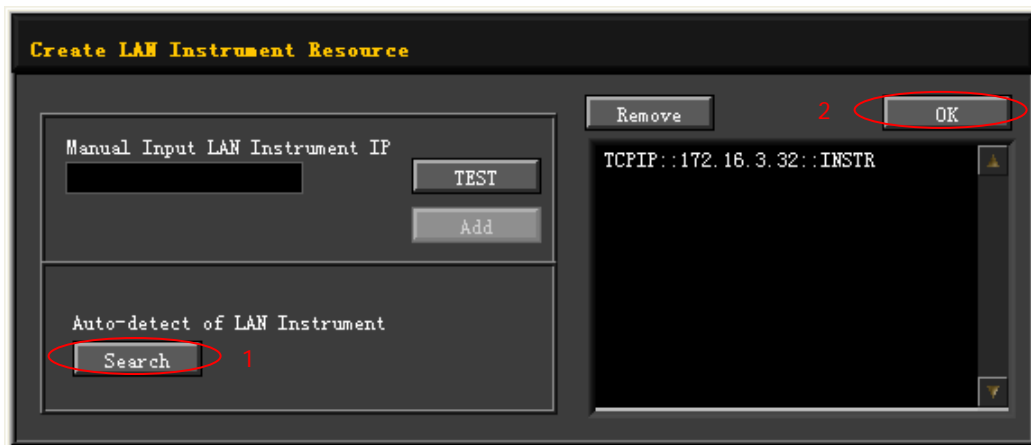 Create LAN Instrument Resource
Manual Input LAN Instrument IP
TEST
Add
Auto-detect of LAN Instrument
Search 1
Remove 2 OK
TCPIP::172.16.3.32::INSTR